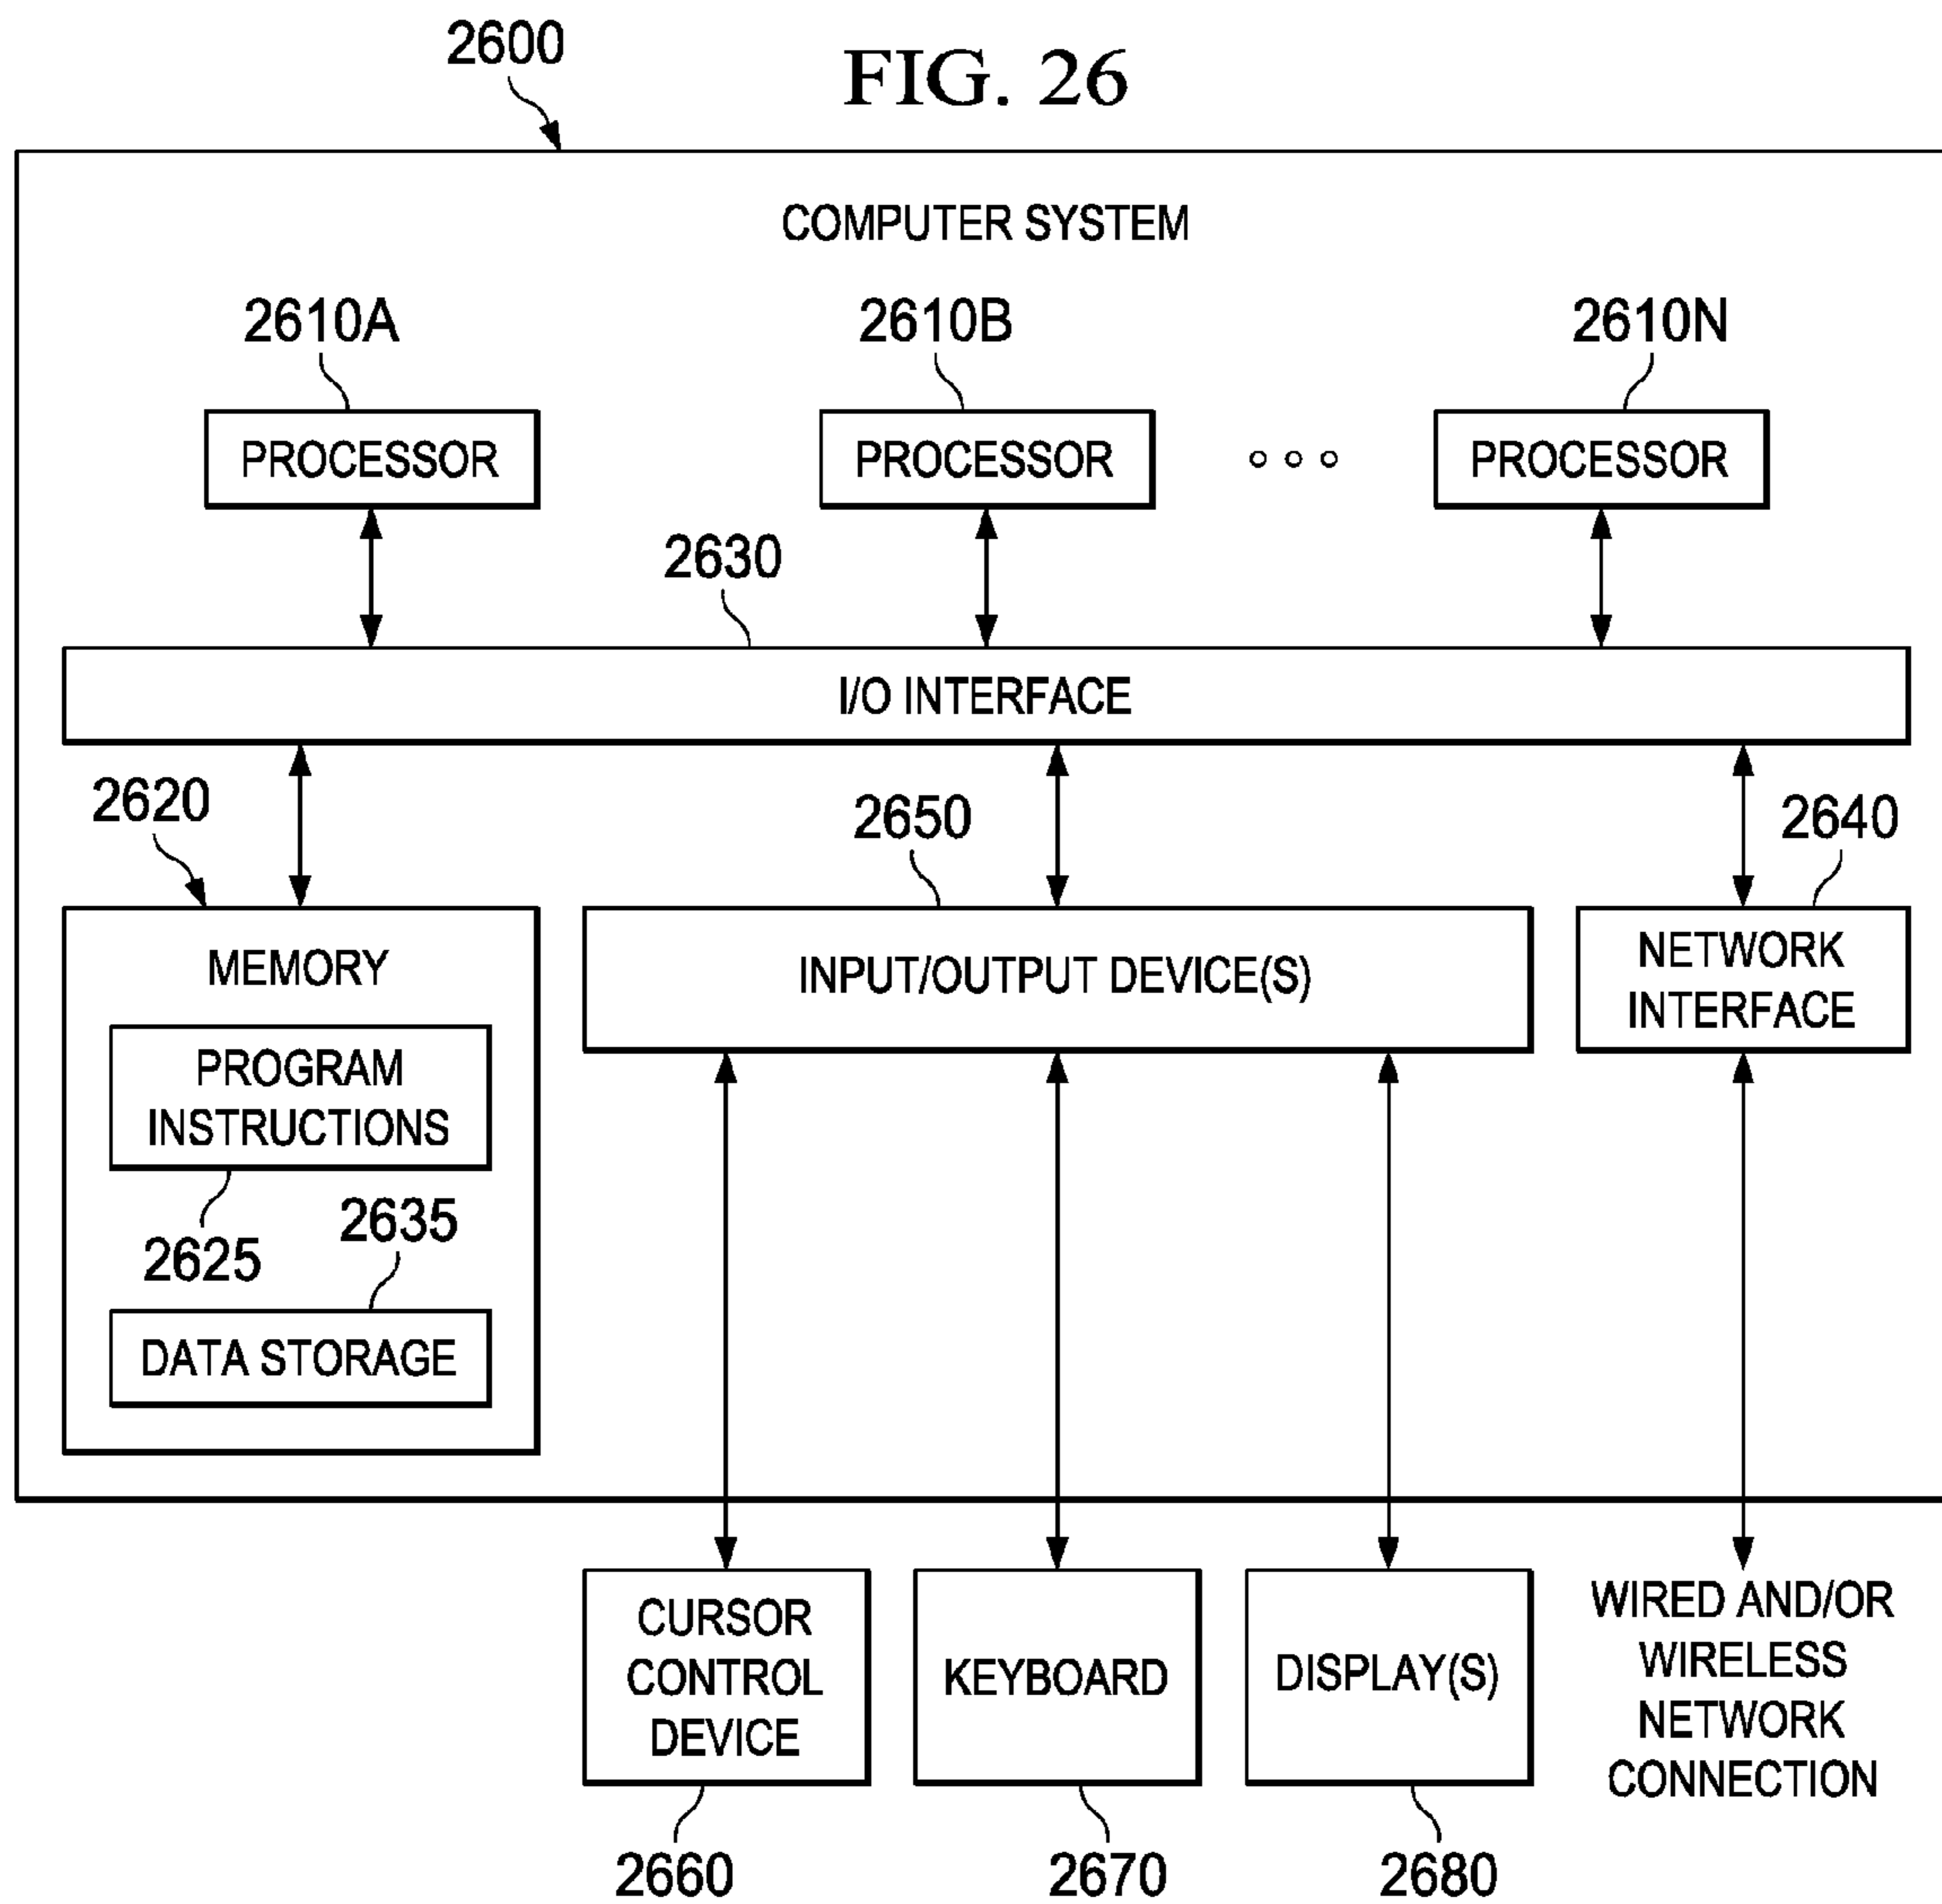 2600
FIG. 26
COMPUTER SYSTEM
2610A
2610B
2610N
PROCESSOR
PROCESSOR
PROCESSOR
2630
I/O INTERFACE
2620
2650
2640
MEMORY
INPUT/OUTPUT DEVICE(S)
NETWORK
INTERFACE
PROGRAM
INSTRUCTIONS
2625
2635
DATA STORAGE
CURSOR
CONTROL
DEVICE
KEYBOARD
DISPLAY(S)
WIRED AND/OR
WIRELESS
NETWORK
CONNECTION
2660
2670
2680